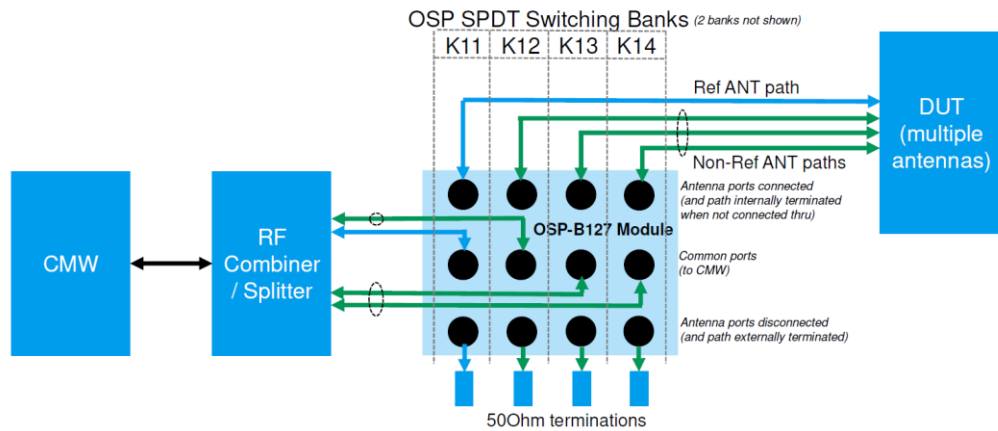 OSP SPDT Switching Banks (2 banks not shown)
K11 K12 K13 K14
Ref ANT path
DUT
(multiple
antennas)
Non-Ref ANT paths
Antenna ports connected
(and path internally terminated
when not connected thru)
OSP-B127 Module
CMW
RF
Combiner
/ Splitter
Common ports
(to CMW)
Antenna ports disconnected
(and path externally terminated)
50Ohm terminations